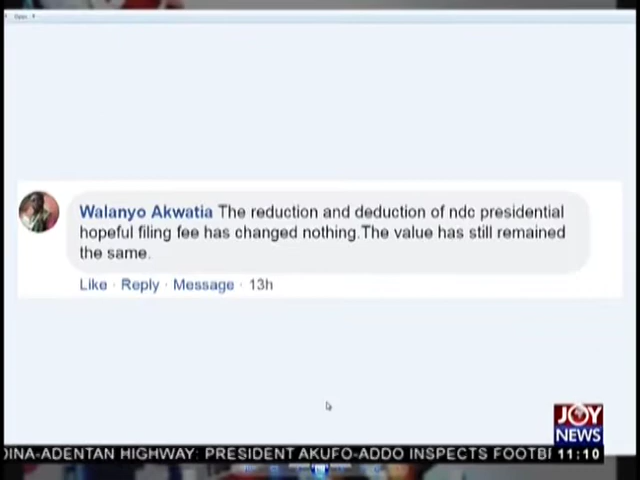 Open
Walanyo Akwatia The reduction and deduction of ndc presidential
hopeful filing fee has changed nothing.The value has still remained
the same.
Like · Reply · Message · 13h
JOY
NEWS
DINA-ADENTAN HIGHWAY: PRESIDENT AKUFO-ADDO INSPECTS FOOTB
11:10